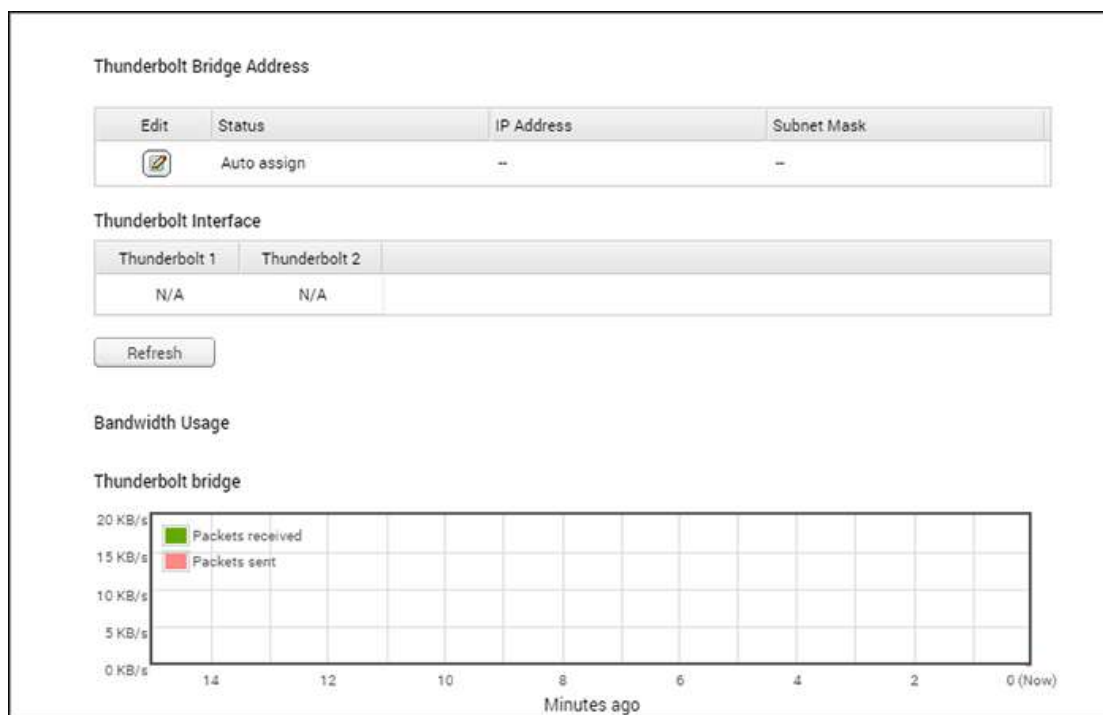 Thunderbolt Bridge Address
Edit Status IP Address Subnet Mask
Auto assign -- --
Thunderbolt Interface
Thunderbolt 1 Thunderbolt 2
N/A N/A
Refresh
Bandwidth Usage
Thunderbolt bridge
20 KB/s
Packets received
15 KB/s
Packets sent
10 KB/s
5 KB/s
0 KB/s
14 12 10 8 6 4 2 0 (Now)
Minutes ago